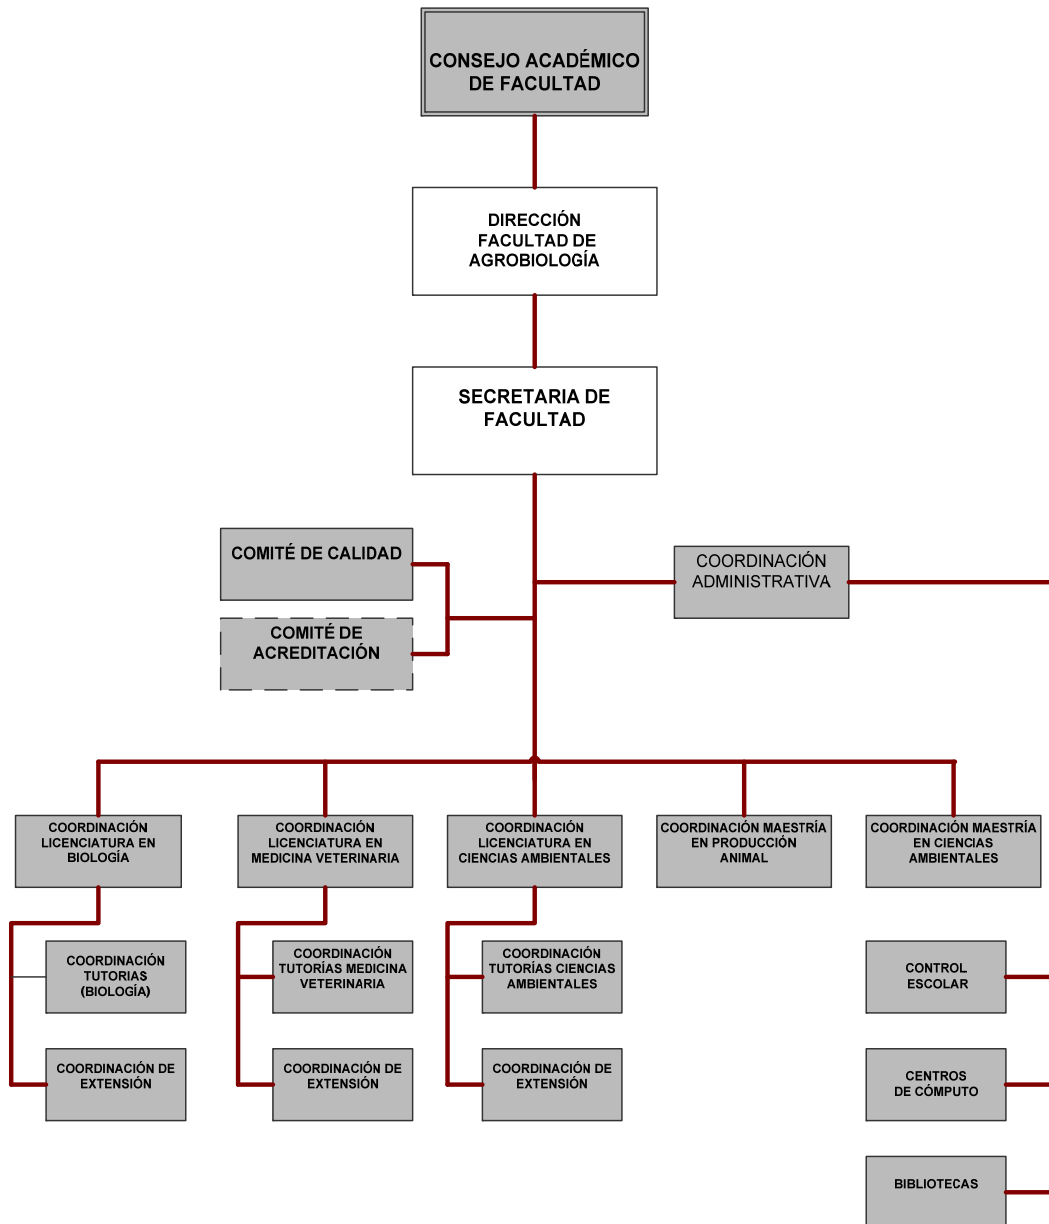 CONSEJO ACADÉMICO
DE FACULTAD
DIRECCIÓN
FACULTAD DE
AGROBIOLOGÍA
SECRETARIA DE
FACULTAD
COMITÉ DE CALIDAD
COORDINACIÓN
ADMINISTRATIVA
COMITÉ DE
ACREDITACIÓN
COORDINACIÓN
LICENCIATURA EN
BIOLOGÍA
COORDINACIÓN
LICENCIATURA EN
MEDICINA VETERINARIA
COORDINACIÓN
LICENCIATURA EN
CIENCIAS AMBIENTALES
COORDINACIÓN MAESTRÍA
EN PRODUCCIÓN
ANIMAL
COORDINACIÓN MAESTRÍA
EN CIENCIAS
AMBIENTALES
COORDINACIÓN
TUTORIAS
(BIOLOGÍA)
COORDINACIÓN
TUTORÍAS MEDICINA
VETERINARIA
COORDINACIÓN
TUTORÍAS CIENCIAS
AMBIENTALES
CONTROL
ESCOLAR
COORDINACIÓN DE
EXTENSIÓN
COORDINACIÓN DE
EXTENSIÓN
COORDINACIÓN DE
EXTENSIÓN
CENTROS
DE CÓMPUTO
BIBLIOTECAS